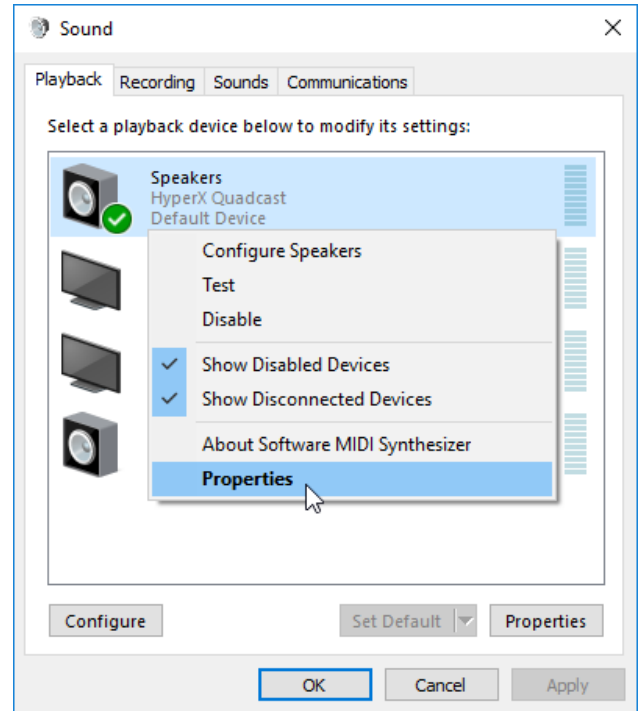 Sound
Playback Recording Sounds Communications
Select a playback device below to modify its settings:
Speakers
HyperX Quadcast
Default Device
Configure Speakers
Test
Disable
Show Disabled Devices
Show Disconnected Devices
About Software MIDI Synthesizer
Properties
Configure Set Default Properties
OK Cancel Apply